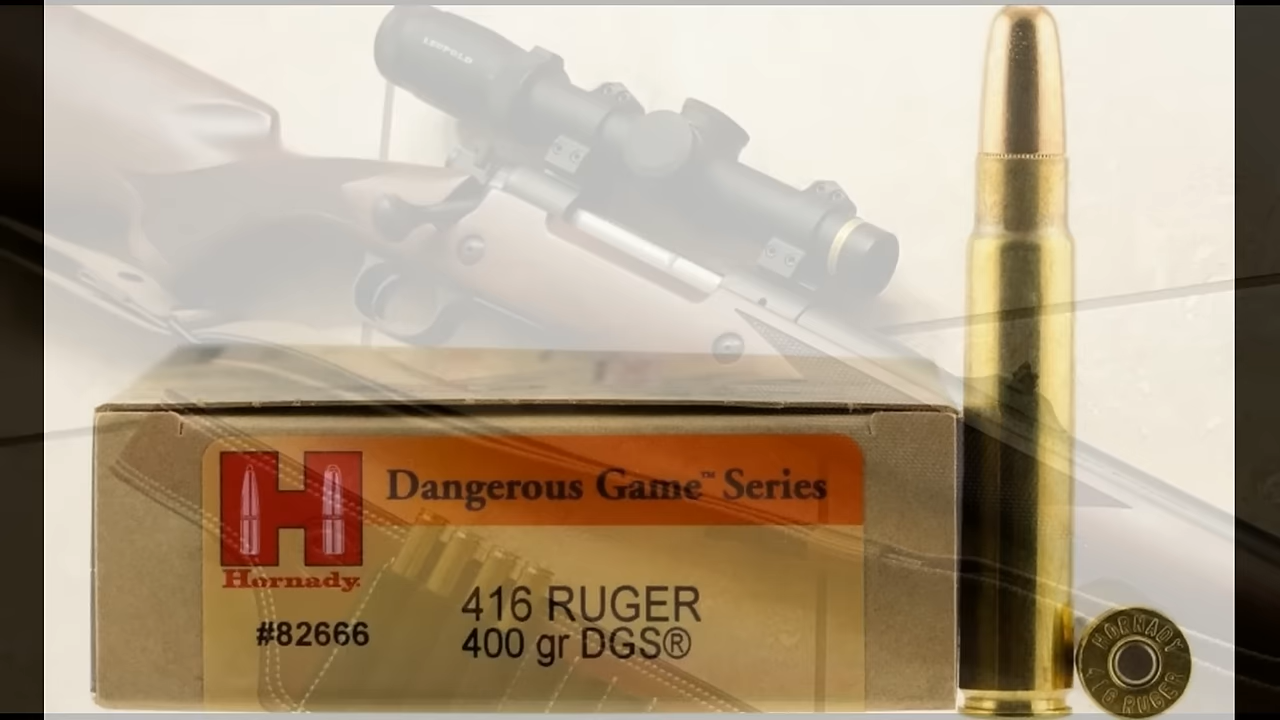 LEUPOLD
Dangerous Game™ Series
Hornady.
#82666
416 RUGER
400 gr DGS®
HORNADY
416 RUGER